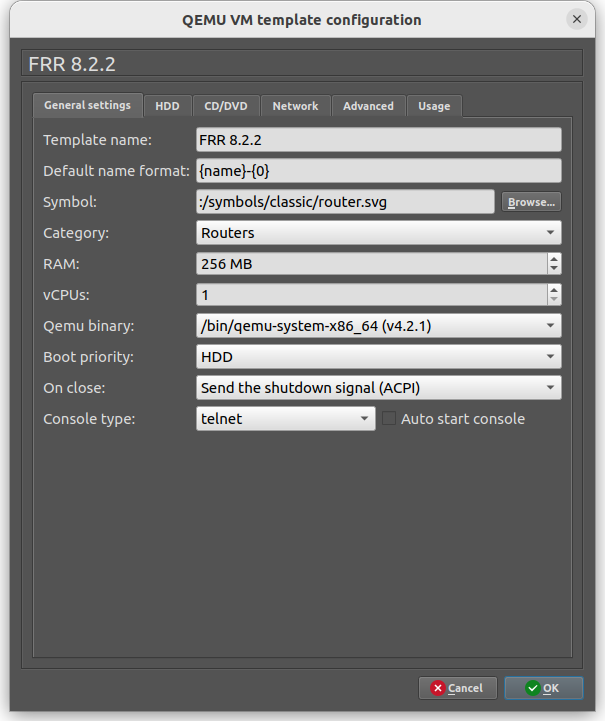 QEMU VM template configuration
FRR 8.2.2
General settings HDD CD/DVD Network Advanced Usage
Template name: FRR 8.2.2
Default name format: {name}-{0}
Symbol: :/symbols/classic/router.svg Browse...
Category: Routers
RAM: 256 MB
vCPUs: 1
Qemu binary: /bin/qemu-system-x86_64 (v4.2.1)
Boot priority: HDD
On close: Send the shutdown signal (ACPI)
Console type: telnet Auto start console
Cancel OK